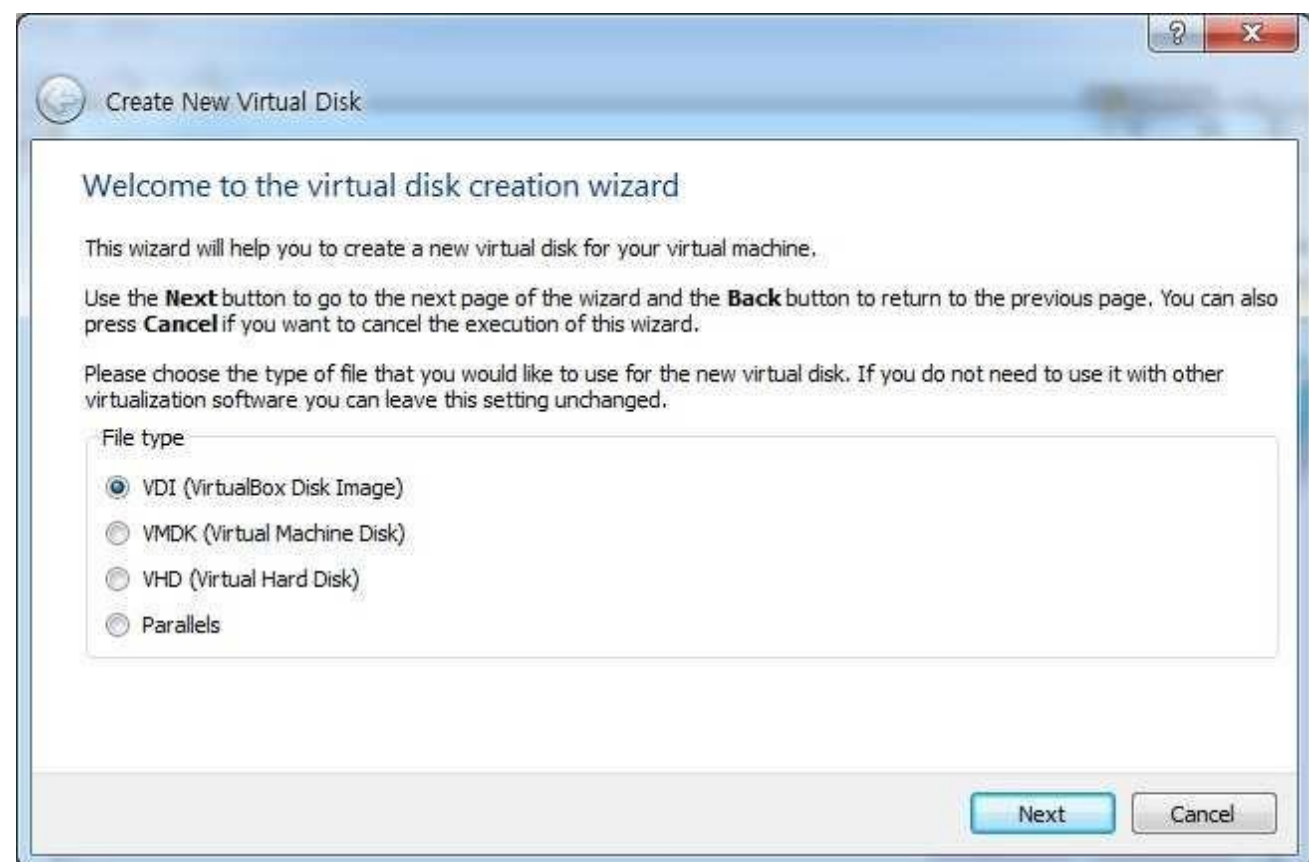 Create New Virtual Disk
Welcome to the virtual disk creation wizard
This wizard will help you to create a new virtual disk for your virtual machine.
Use the Next button to go to the next page of the wizard and the Back button to return to the previous page. You can also
press Cancel if you want to cancel the execution of this wizard.
Please choose the type of file that you would like to use for the new virtual disk. If you do not need to use it with other
virtualization software you can leave this setting unchanged.
File type
VDI (VirtualBox Disk Image)
VMDK (Virtual Machine Disk)
VHD (Virtual Hard Disk)
Parallels
Next Cancel